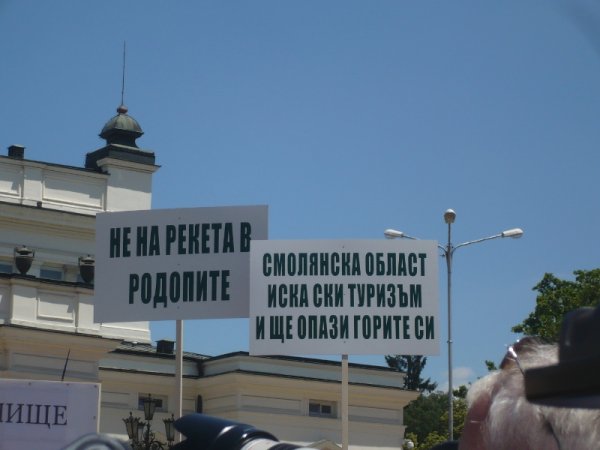 НЕ НА РЕКЕТА В
РОДОПИТЕ
СМОЛЯНСКА ОБЛАСТ
ИСКА СКИ ТУРИЗЪМ
И ЩЕ ОПАЗИ ГОРИТЕ СИ